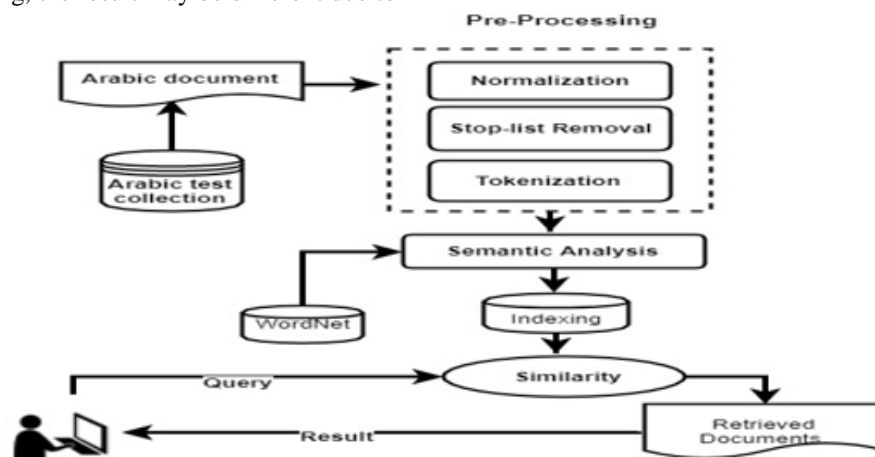 Pre-Processing
Arabic document
Normalization
Stop-list Removal
Arabic test
collection
Tokenization
Semantic Analysis
WordNet
Indexing
Query
Similarity
Retrieved
Documents
Result